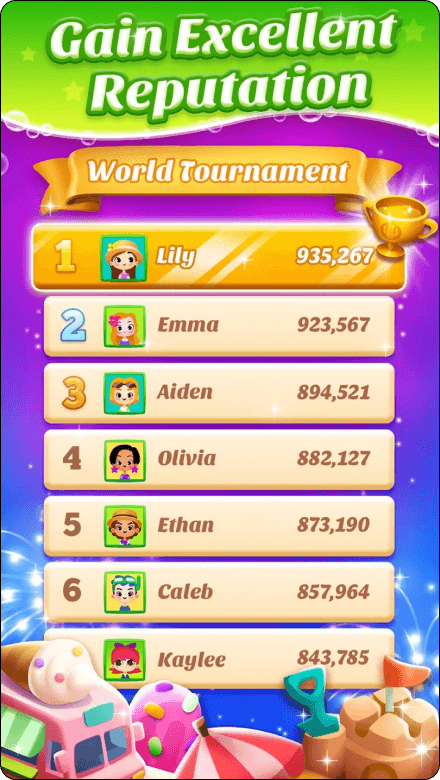 Gain Excellent
Reputation
World Tournament
1 Lily 935,267
2 Emma 923,567
3 Aiden 894,521
4 Olivia 882,127
5 Ethan 873,190
6 Caleb 857,964
Kaylee 843,785